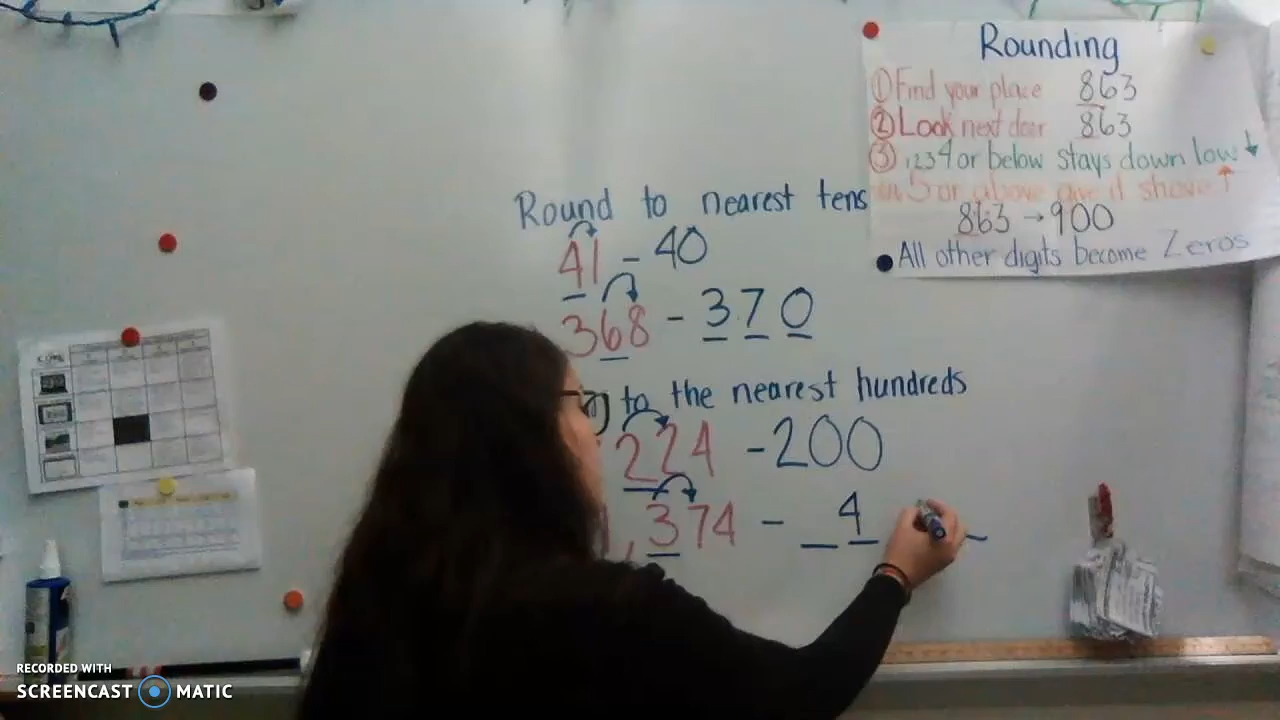 Rounding
① Find your place 863
② Look next door 863
③ 1234 or below stays down low ↓
5 or above give it shove ↑
863 → 900
All other digits become Zeros
Round to nearest tens
41 - 40
368 - 370
to the nearest hundreds
224 - 200
1,374 - _ 4
RECORDED WITH
SCREENCAST MATIC